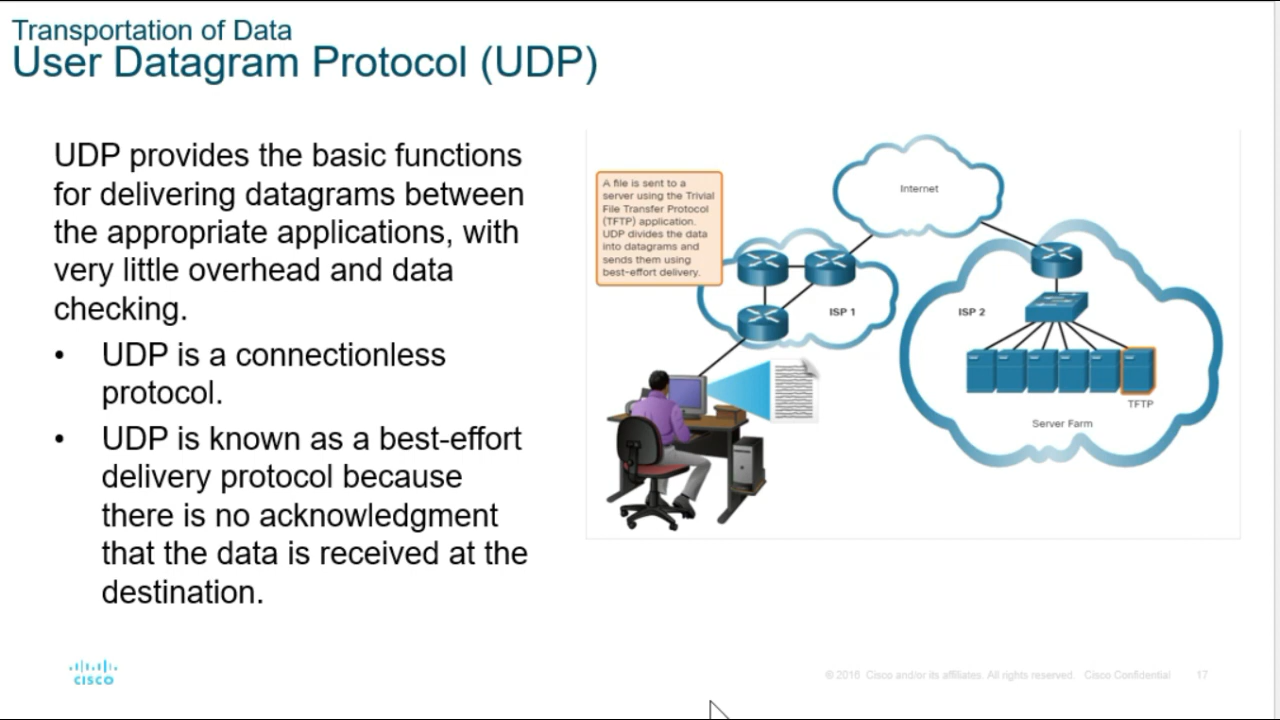 Transportation of Data
User Datagram Protocol (UDP)
UDP provides the basic functions
for delivering datagrams between
the appropriate applications, with
very little overhead and data
checking.
• UDP is a connectionless
protocol.
• UDP is known as a best-effort
delivery protocol because
there is no acknowledgment
that the data is received at the
destination.
A file is sent to a
server using the Trivial
File Transfer Protocol
(TFTP) application.
UDP divides the data
into datagrams and
sends them using
best-effort delivery.
Internet
ISP 1
ISP 2
TFTP
Server Farm
CISCO
© 2016 Cisco and/or its affiliates. All rights reserved. Cisco Confidential 17